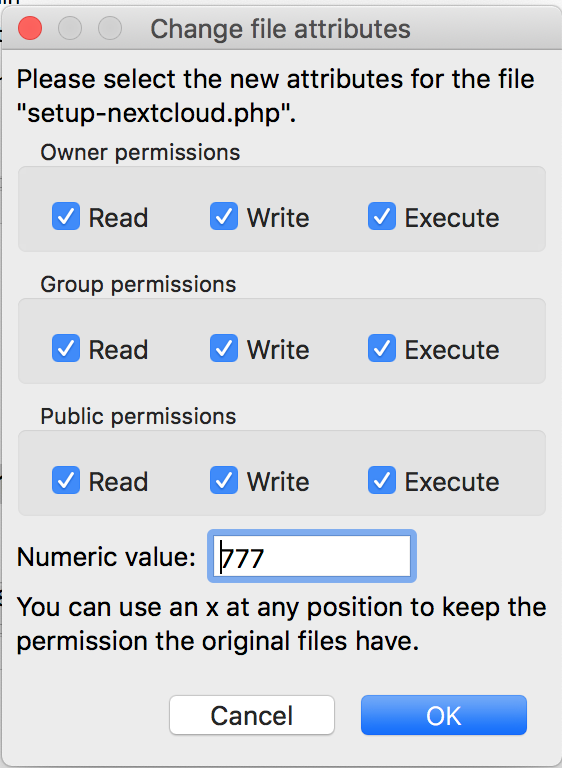 Change file attributes
Please select the new attributes for the file
"setup-nextcloud.php".
Owner permissions
Read Write Execute
Group permissions
Read Write Execute
Public permissions
Read Write Execute
Numeric value: 777
You can use an x at any position to keep the
permission the original files have.
Cancel OK